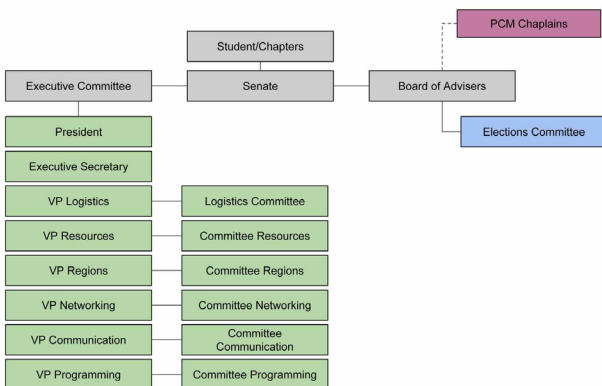 PCM Chaplains
Student/Chapters
Executive Committee
Senate
Board of Advisers
President
Elections Committee
Executive Secretary
VP Logistics
Logistics Committee
VP Resources
Committee Resources
VP Regions
Committee Regions
VP Networking
Committee Networking
VP Communication
Committee
Communication
VP Programming
Committee Programming